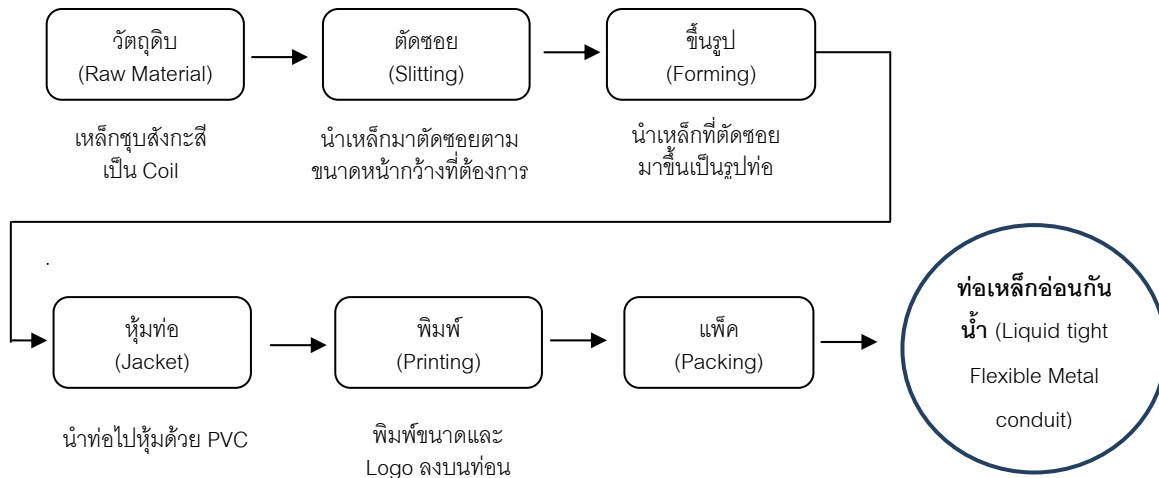 วัตถุดิบ
(Raw Material)
ตัดซอย
(Slitting)
ขึ้นรูป
(Forming)
เหล็กชุบสังกะสี
เป็น Coil
นำเหล็กมาตัดซอยตาม
ขนาดหน้ากว้างที่ต้องการ
นำเหล็กที่ตัดซอย
มาขึ้นเป็นรูปท่อ
.
หุ้มท่อ
(Jacket)
พิมพ์
(Printing)
แพ็ค
(Packing)
ท่อเหล็กอ่อนกัน
น้ำ (Liquid tight
Flexible Metal
conduit)
นำท่อไปหุ้มด้วย PVC
พิมพ์ขนาดและ
Logo ลงบนท่อน